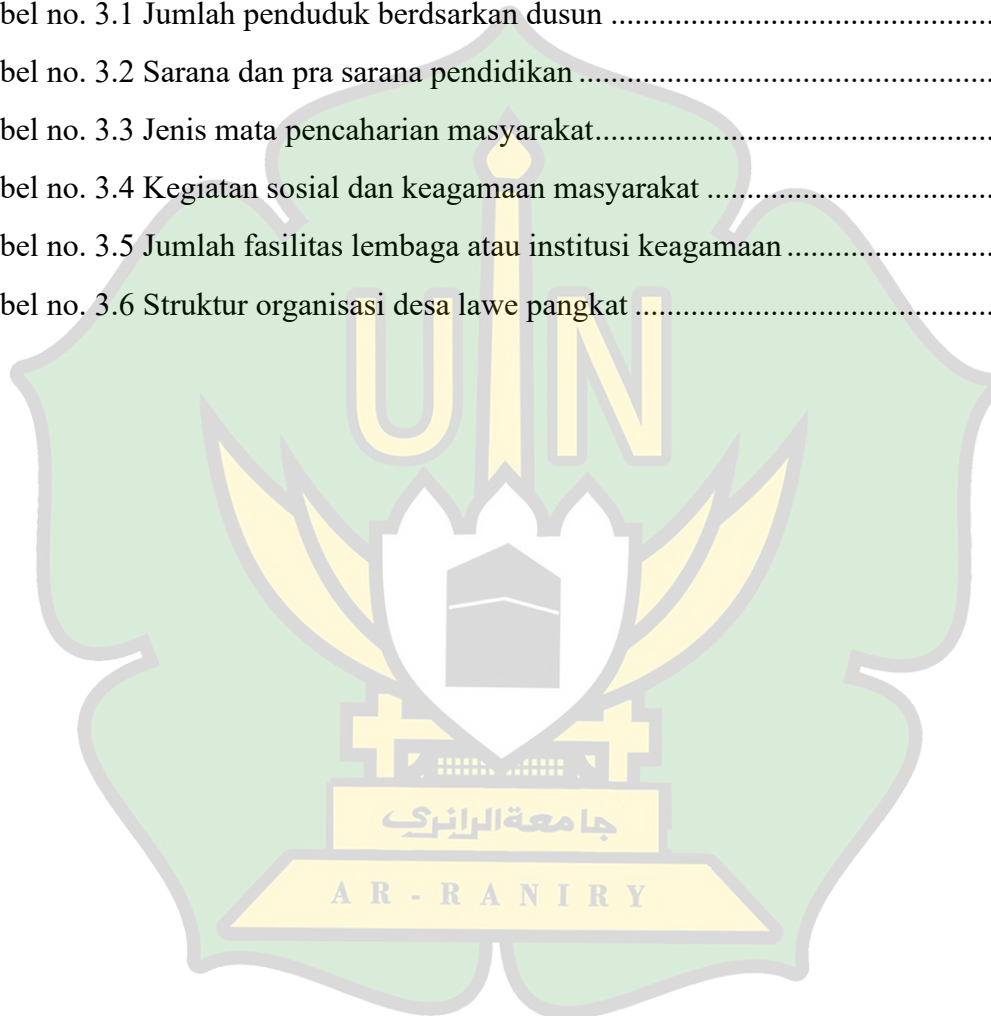 bel no. 3.1 Jumlah penduduk berdsarkan dusun ................................................
bel no. 3.2 Sarana dan pra sarana pendidikan ....................................................
bel no. 3.3 Jenis mata pencaharian masyarakat..................................................
bel no. 3.4 Kegiatan sosial dan keagamaan masyarakat ....................................
bel no. 3.5 Jumlah fasilitas lembaga atau institusi keagamaan ..........................
bel no. 3.6 Struktur organisasi desa lawe pangkat .............................................
UIN
جامعةالرانري
AR-RANIRY